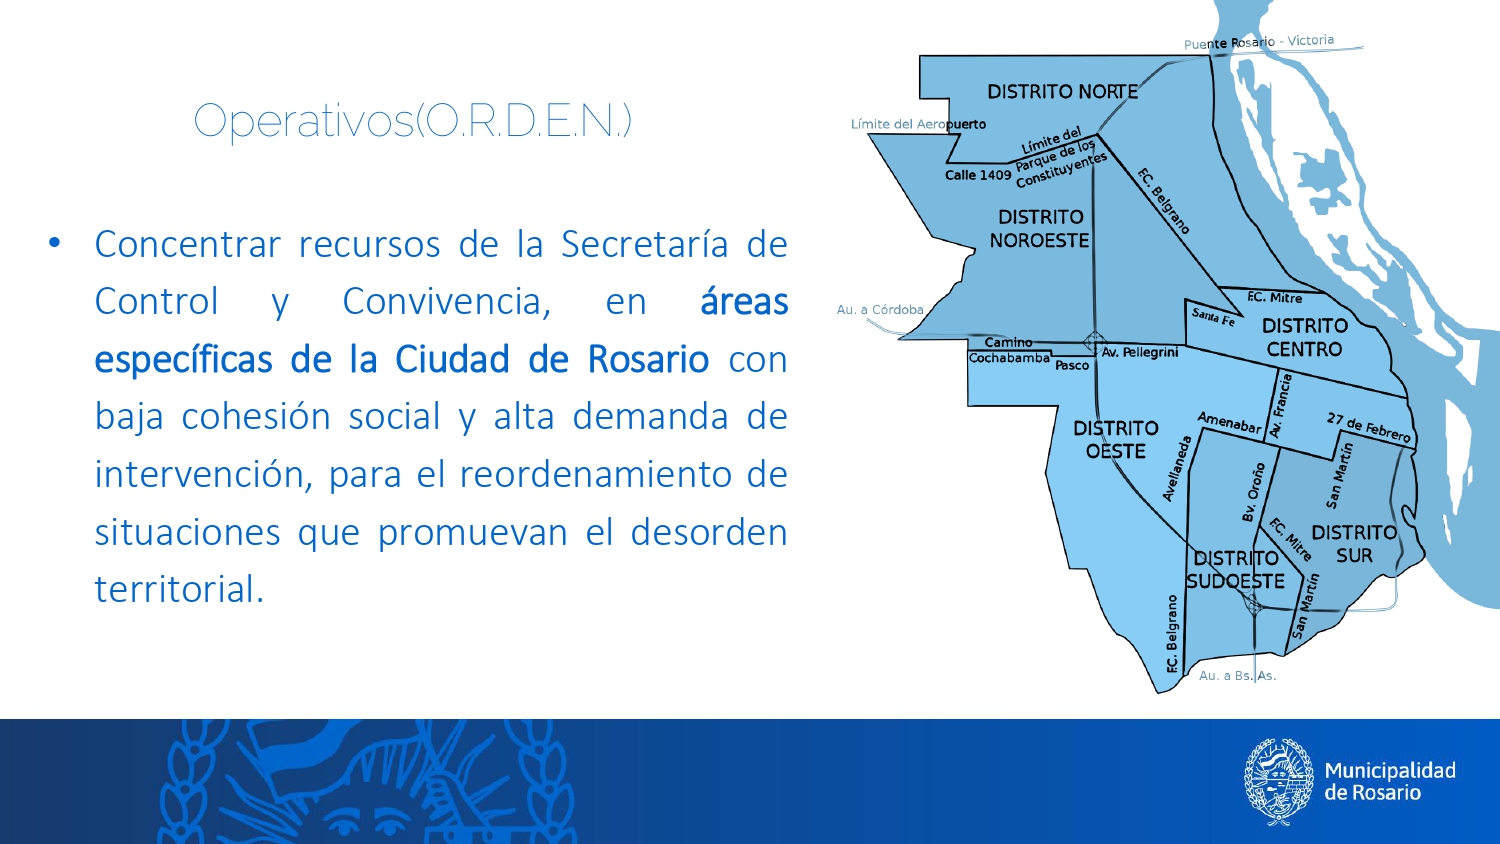 Operativos(O.R.D.E.N.)
• Concentrar recursos de la Secretaría de
Control y Convivencia, en áreas
específicas de la Ciudad de Rosario con
baja cohesión social y alta demanda de
intervención, para el reordenamiento de
situaciones que promuevan el desorden
territorial.
Puente Rosario - Victoria
DISTRITO NORTE
Límite del Aeropuerto
Límite del
Parque de los
Constituyentes
Calle 1409
F.C. Belgrano
DISTRITO
NOROESTE
F.C. Mitre
Santa Fe
Au. a Córdoba
DISTRITO
CENTRO
Camino
Cochabamba
Pasco
Av. Pellegrini
Av. Francia
27 de Febrero
Amenabar
DISTRITO
OESTE
Avellaneda
Bv. Oroño
San Martín
F.C. Mitre
DISTRITO
SUR
DISTRITO
SUDOESTE
San Martín
F.C. Belgrano
Au. a Bs. As.
Municipalidad
de Rosario